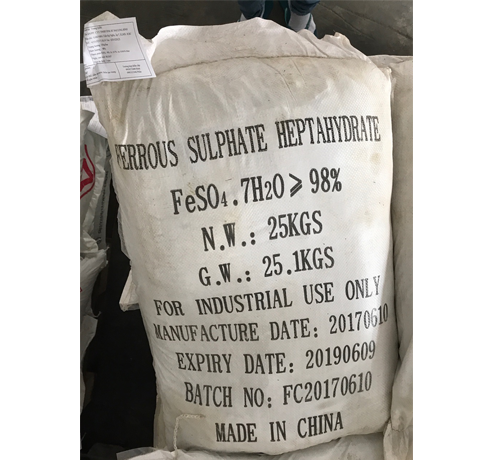 FERROUS SULPHATE HEPTAHYDRATE
FeSO4.7H2O⩾98%
N.W.: 25KGS
G.W.: 25.1KGS
FOR INDUSTRIAL USE ONLY
MANUFACTURE DATE: 20170610
EXPIRY DATE: 20190609
BATCH NO: FC20170610
MADE IN CHINA